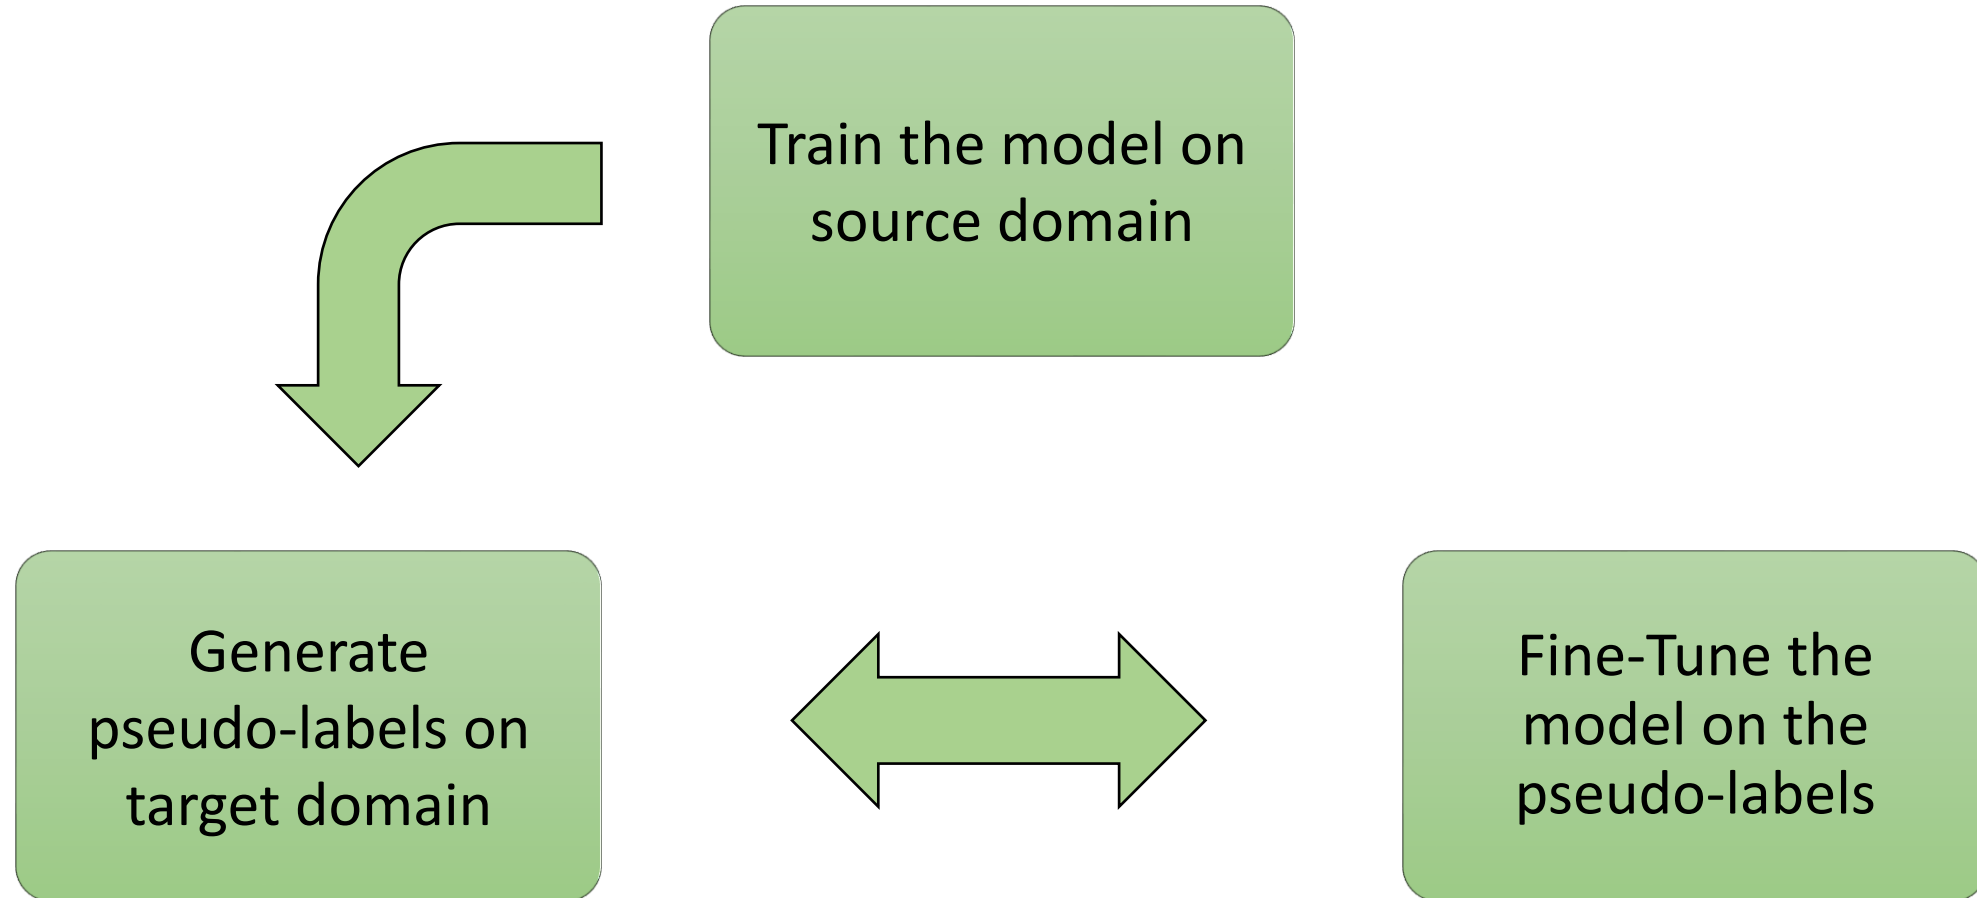 Train the model on
source domain
Generate
pseudo-labels on
target domain
Fine-Tune the
model on the
pseudo-labels